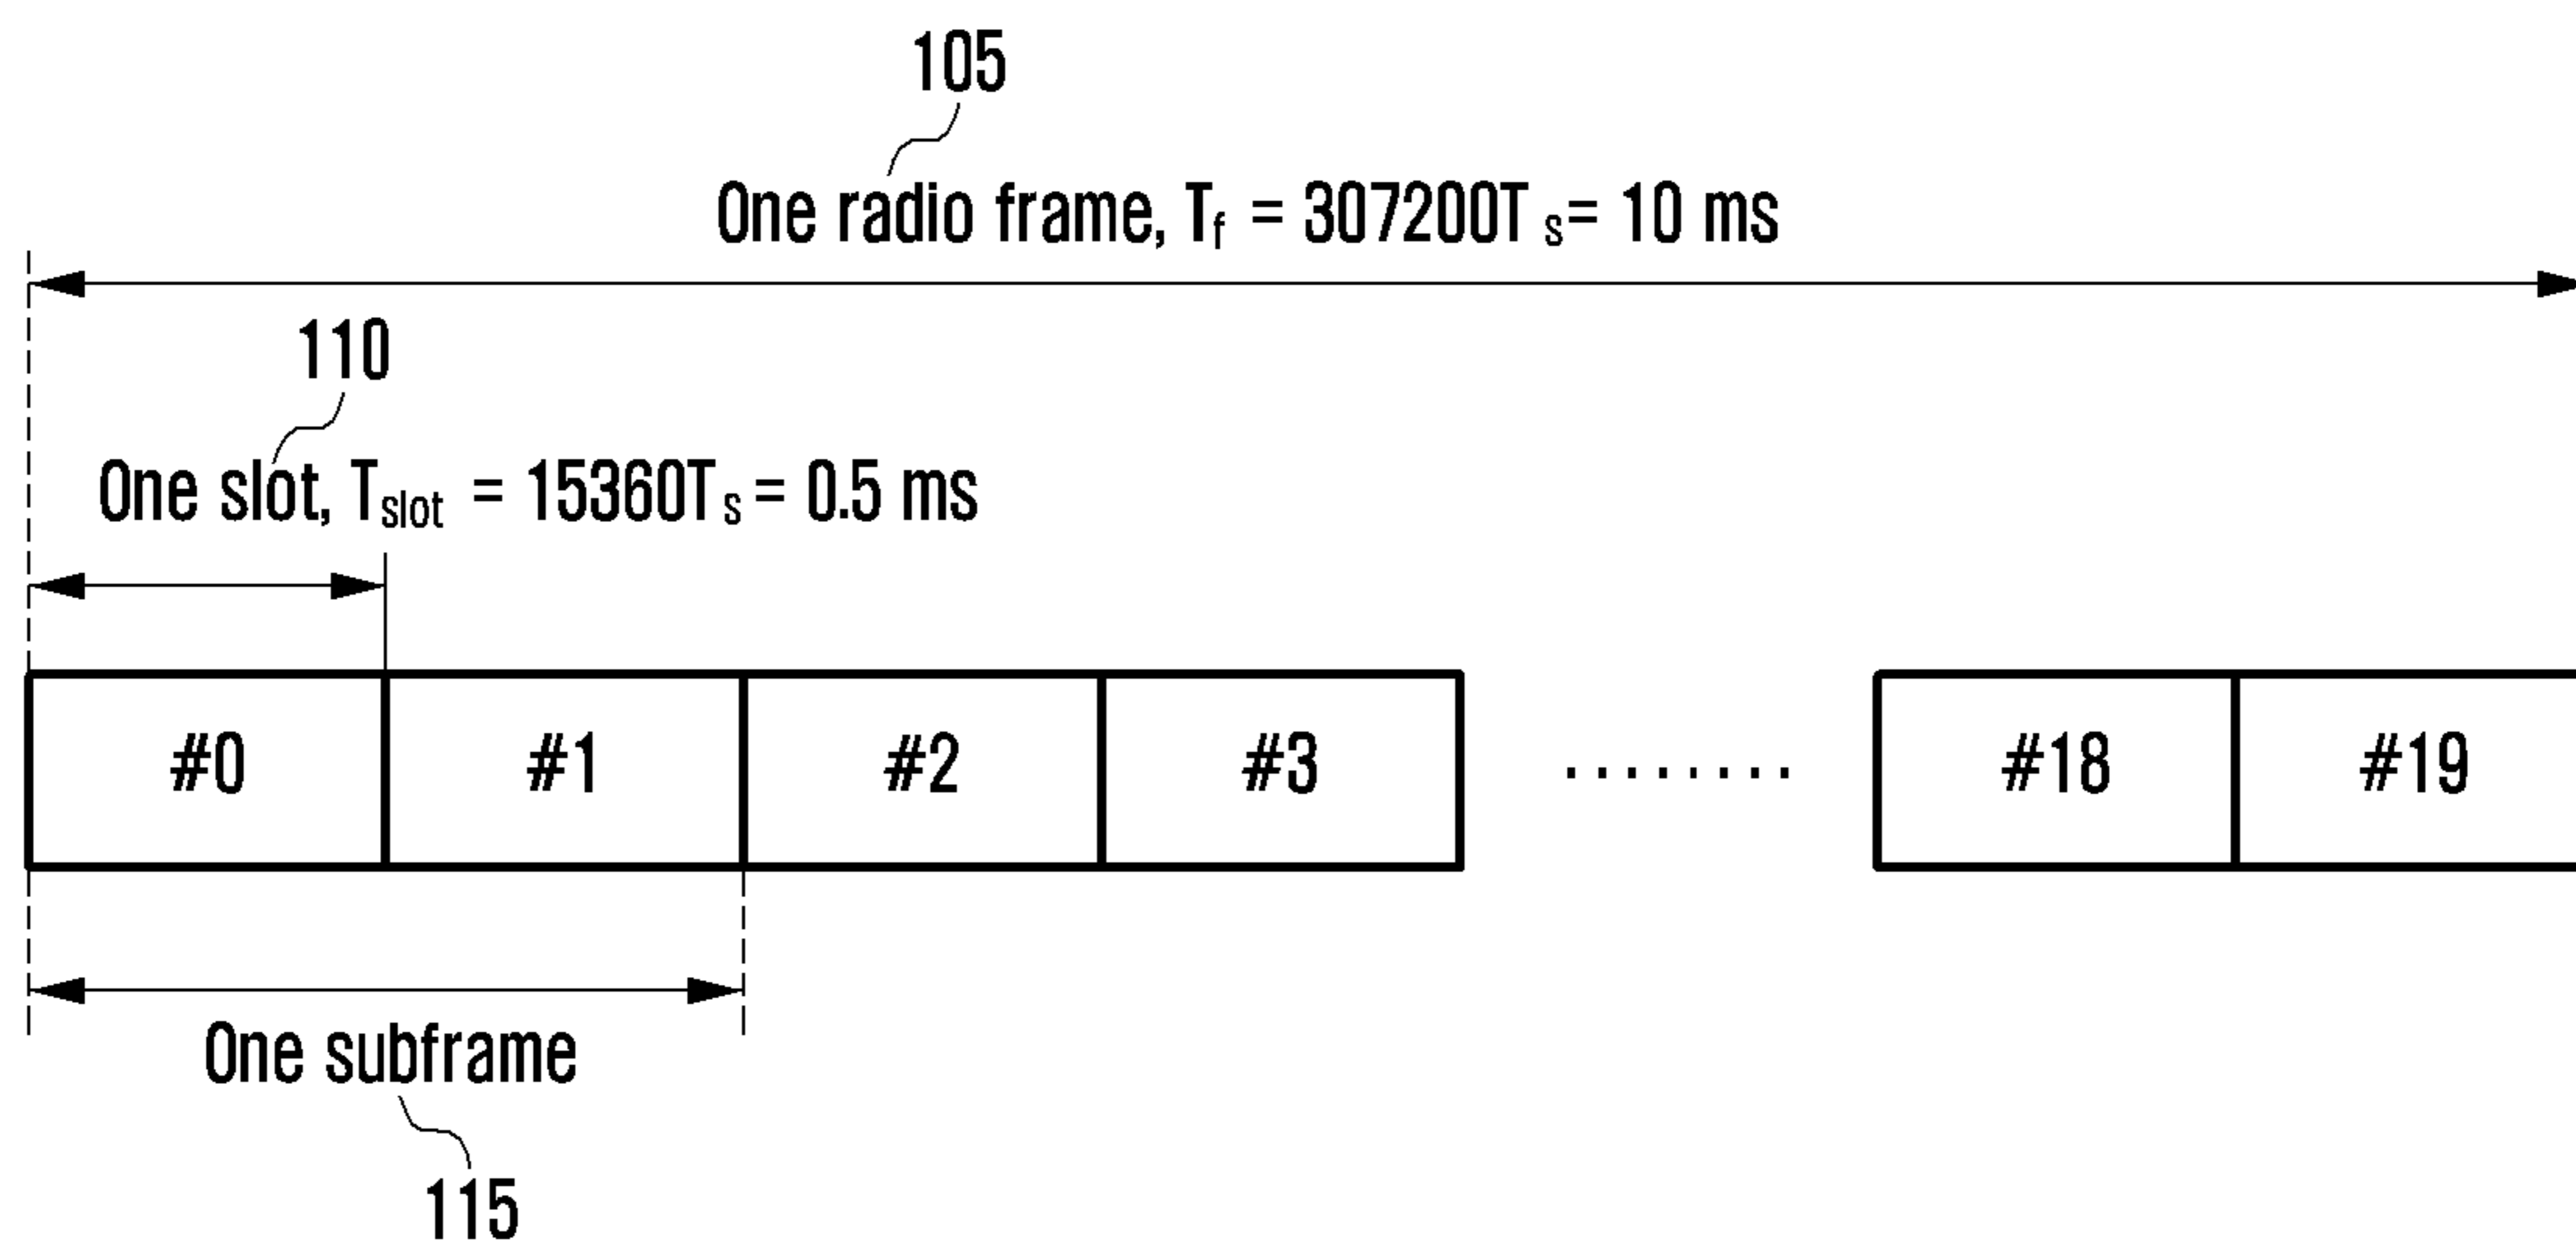 105
One radio frame, Tf = 307200T s= 10 ms
110
One slot, Tslot = 15360Ts = 0.5 ms
#0 #1 #2 #3 ........ #18 #19
One subframe
115